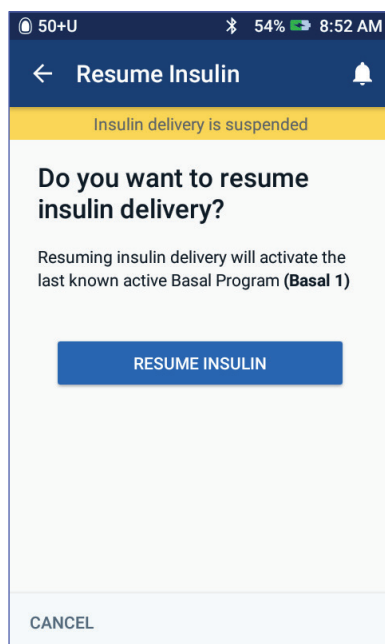 50+U 54% 8:52 AM
Resume Insulin
Insulin delivery is suspended
Do you want to resume
insulin delivery?
Resuming insulin delivery will activate the
last known active Basal Program (Basal 1)
RESUME INSULIN
CANCEL